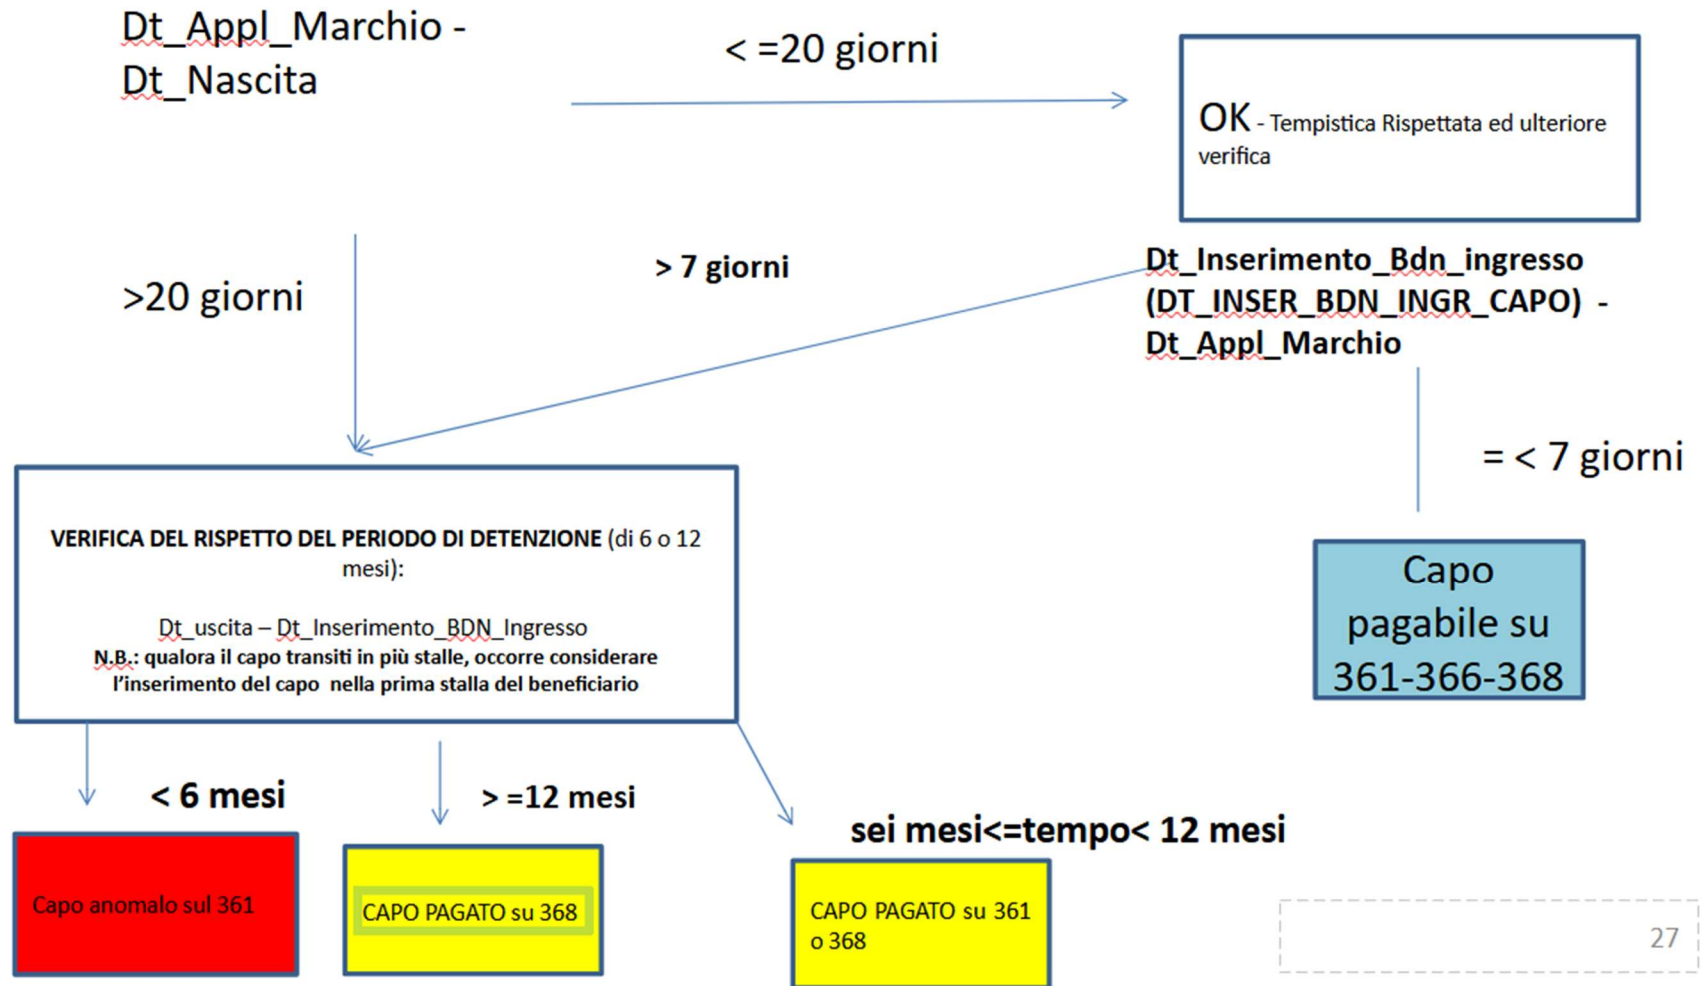 Dt_Appl_Marchio -
Dt_Nascita
< =20 giorni
OK - Tempistica Rispettata ed ulteriore
verifica
>20 giorni
> 7 giorni
Dt_Inserimento_Bdn_ingresso
(DT_INSER_BDN_INGR_CAPO) -
Dt_Appl_Marchio
= < 7 giorni
Capo
pagabile su
361-366-368
VERIFICA DEL RISPETTO DEL PERIODO DI DETENZIONE (di 6 o 12
mesi):
Dt_uscita – Dt_Inserimento_BDN_Ingresso
N.B.: qualora il capo transiti in più stalle, occorre considerare
l'inserimento del capo nella prima stalla del beneficiario
< 6 mesi
> =12 mesi
sei mesi<=tempo< 12 mesi
Capo anomalo sul 361
CAPO PAGATO su 368
CAPO PAGATO su 361
o 368
27